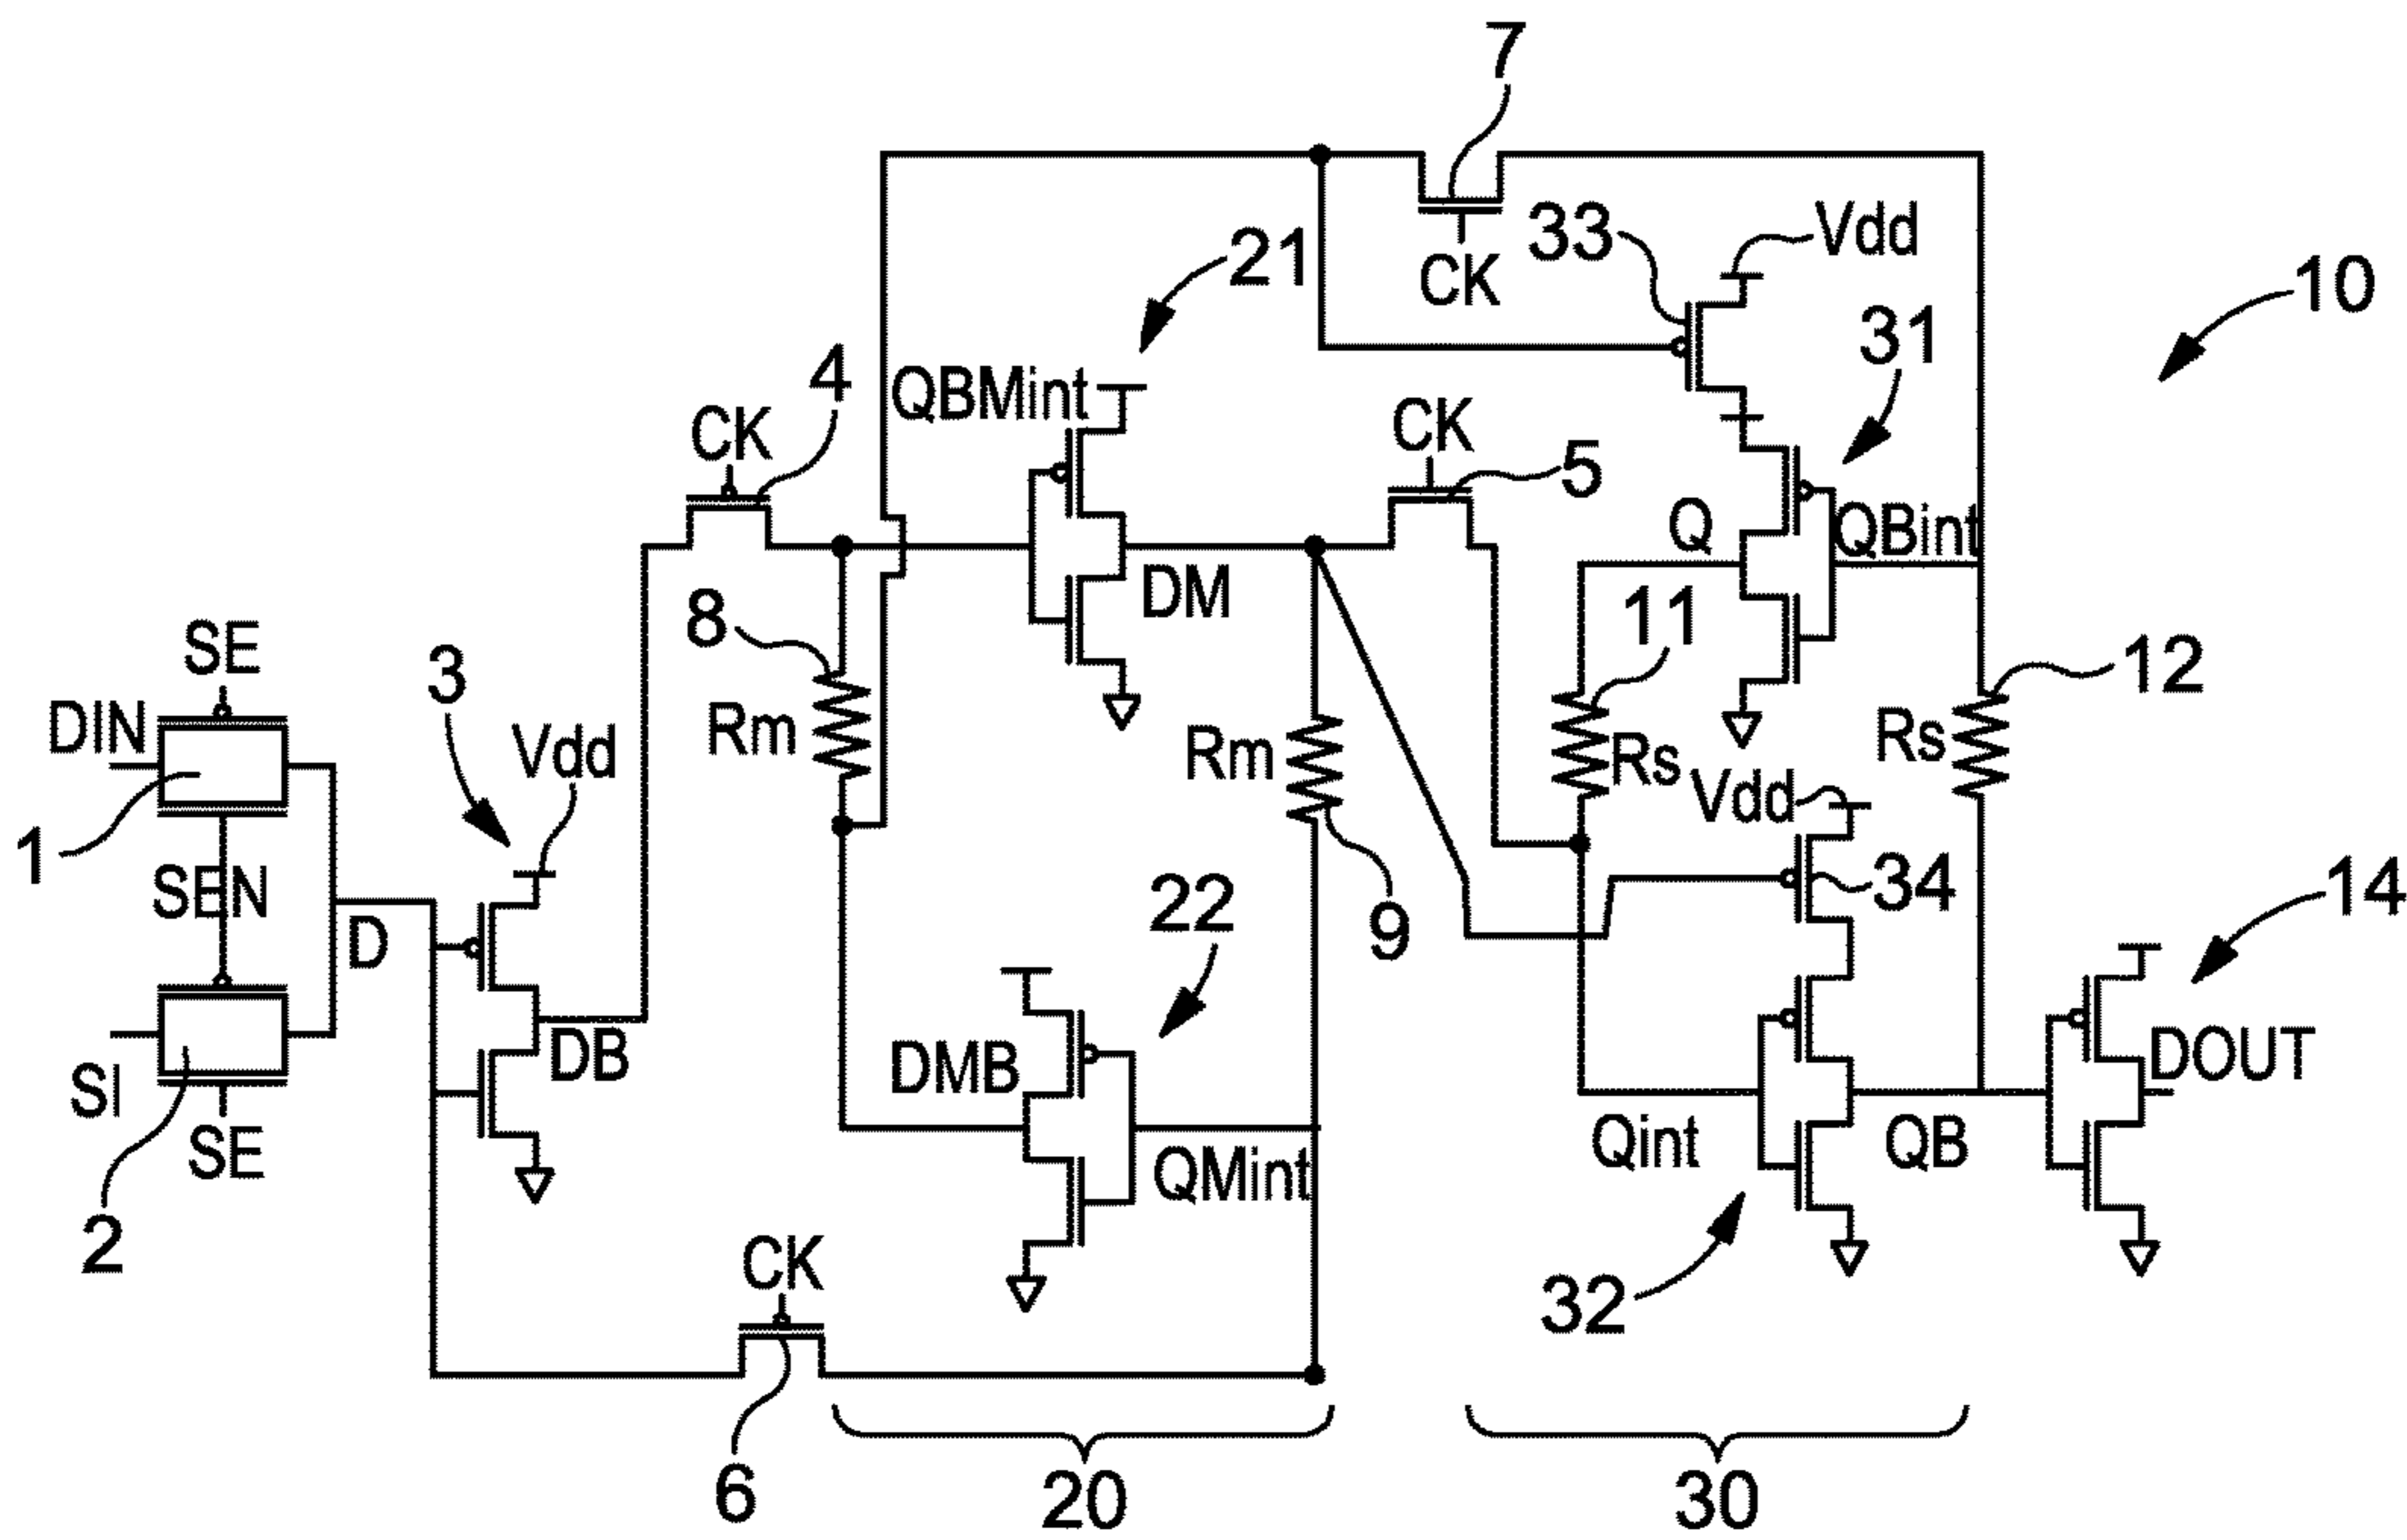 7
33
Vdd
21
CK
10
31
4
QBMint
CK
CK
5
Q
QBint
DM
8
11
12
SE
3
DIN
Vdd
Rm
Rm
Rs
Rs
Vdd
1
SEN
D
22
9
34
14
SI
DB
DMB
DOUT
SE
QMint
Qint
QB
2
CK
32
6
20
30